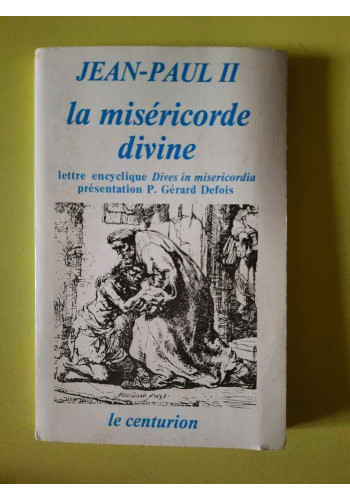 JEAN-PAUL II
la miséricorde
divine
lettre encyclique Dives in misericordia
présentation P. Gérard Defois
le centurion